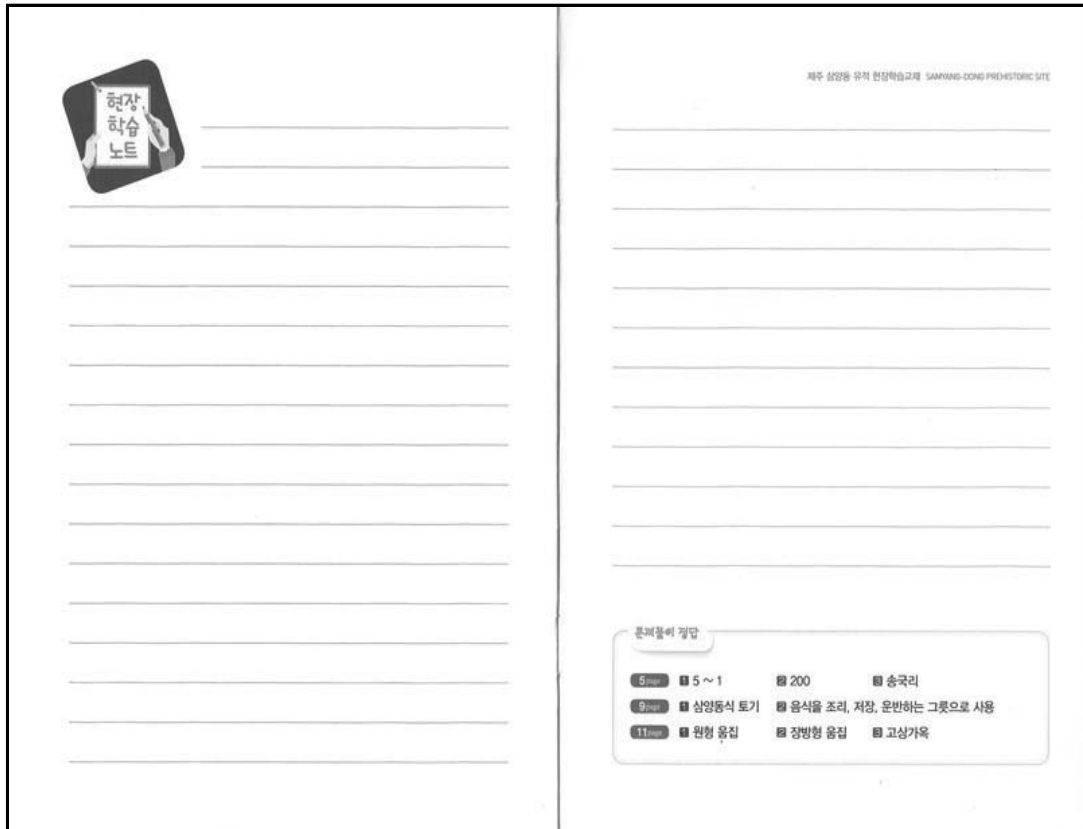 현장
학습
노트
제주 삼양동 유적 현장학습교재 SAMYANG-DONG PREHISTORIC SITE
문제풀이 정답
5page 1 5 ~ 1 2 200 3 송국리
9page 1 삼양동식 토기 2 음식을 조리, 저장, 운반하는 그릇으로 사용
11page 1 원형 움집 2 장방형 움집 3 고상가옥